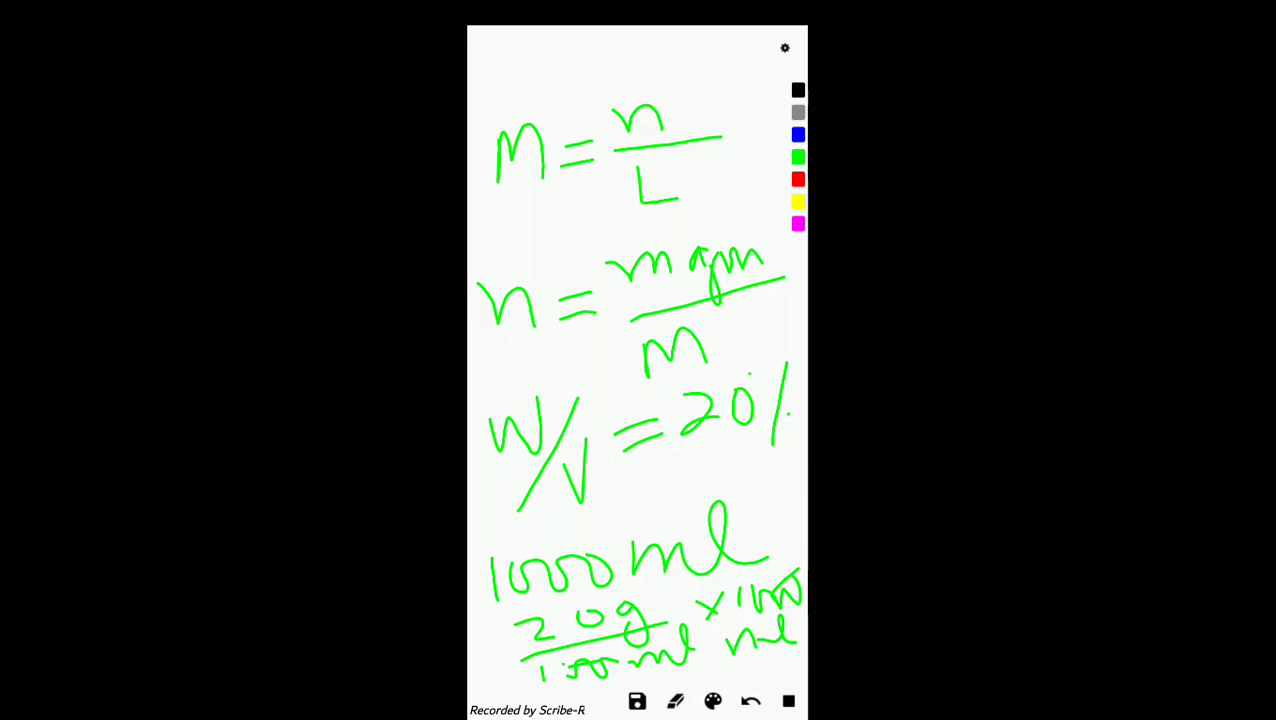 M = n / L
n = m gm / M
W/V = 20%
1000 ml
20g / 100 ml × 1000 ml
Recorded by Scribe-R